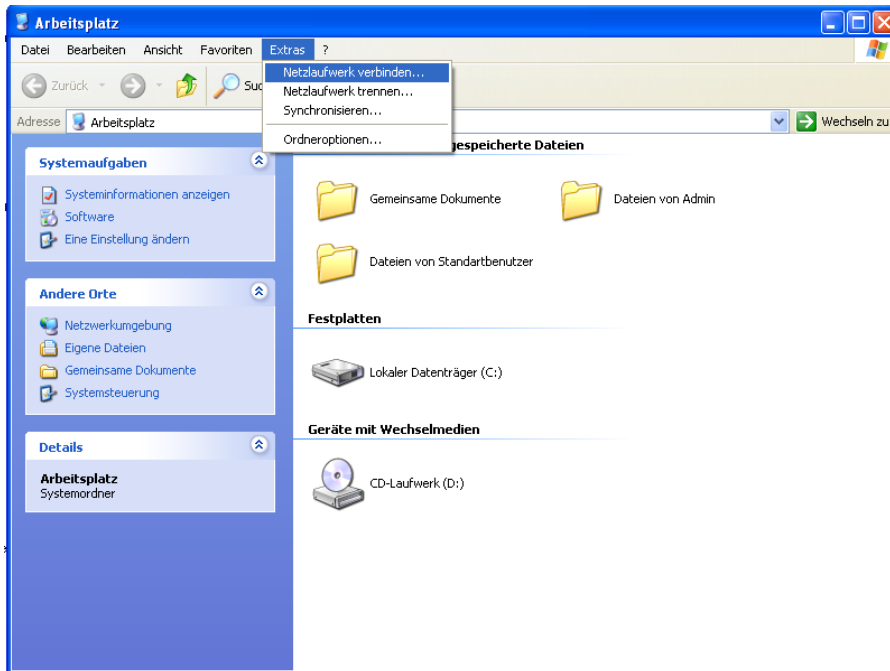 Arbeitsplatz
Datei Bearbeiten Ansicht Favoriten Extras ?
Zurück
Netzlaufwerk verbinden...
Netzlaufwerk trennen...
Synchronisieren...
Ordneroptionen...
Adresse Arbeitsplatz Wechseln zu
Systemaufgaben
Systeminformationen anzeigen
Software
Eine Einstellung ändern
Andere Orte
Netzwerkumgebung
Eigene Dateien
Gemeinsame Dokumente
Systemsteuerung
Details
Arbeitsplatz
Systemordner
gespeicherte Dateien
Gemeinsame Dokumente Dateien von Admin
Dateien von Standartbenutzer
Festplatten
Lokaler Datenträger (C:)
Geräte mit Wechselmedien
CD-Laufwerk (D:)